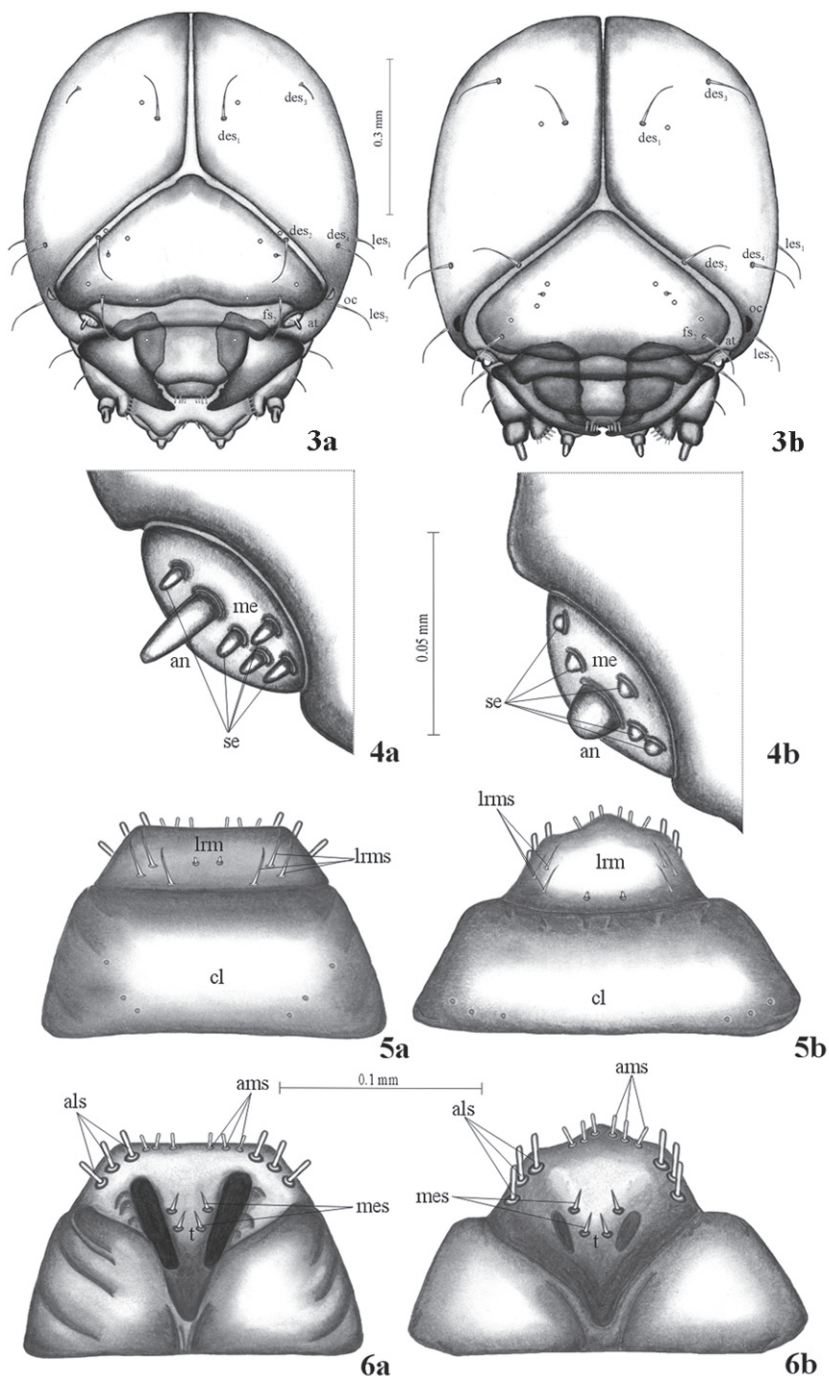 des₃
des₁
0.3 mm
des₃
des₁
des₂
des₄
les₁
fs₂
at
oc
les₂
3a
des₂
des₄
les₁
fs₂
at
oc
les₂
3b
me
an
se
4a
0.05 mm
me
se
an
4b
lrm
lrms
cl
5a
lrms
lrm
cl
5b
0.1 mm
als
ams
mes
t
6a
als
ams
mes
t
6b